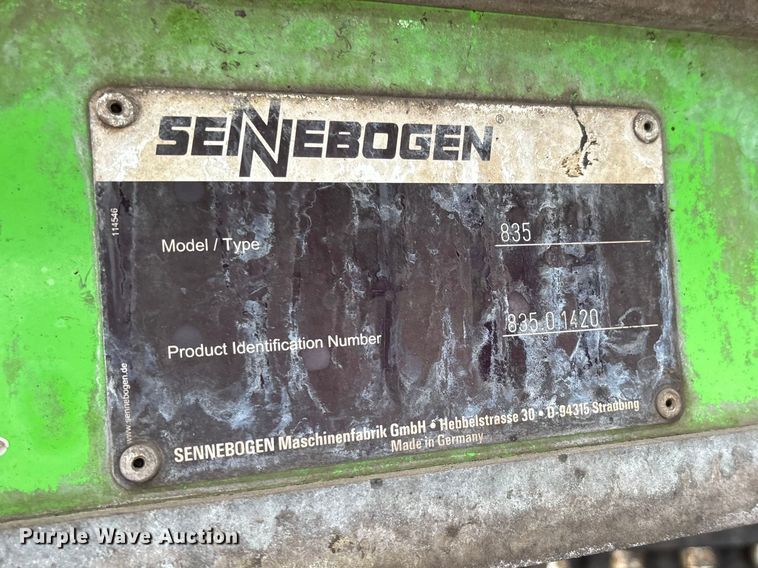 SENNEBOGEN®
114546
Model / Type 835
Product Identification Number 835.0.1420
www.sennebogen.de
SENNEBOGEN Maschinenfabrik GmbH • Hebbelstrasse 30 • D-94315 Straubing
Made in Germany
Purple Wave Auction